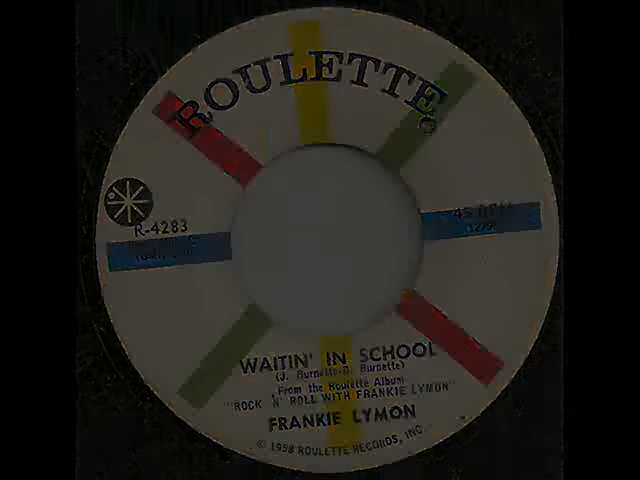 ROULETTE
R-4283
45 RPM
WAITIN' IN SCHOOL
(J. Burnette-D. Burnette)
From the Roulette Album
"ROCK 'N' ROLL WITH FRANKIE LYMON"
FRANKIE LYMON
© 1958 ROULETTE RECORDS, INC.